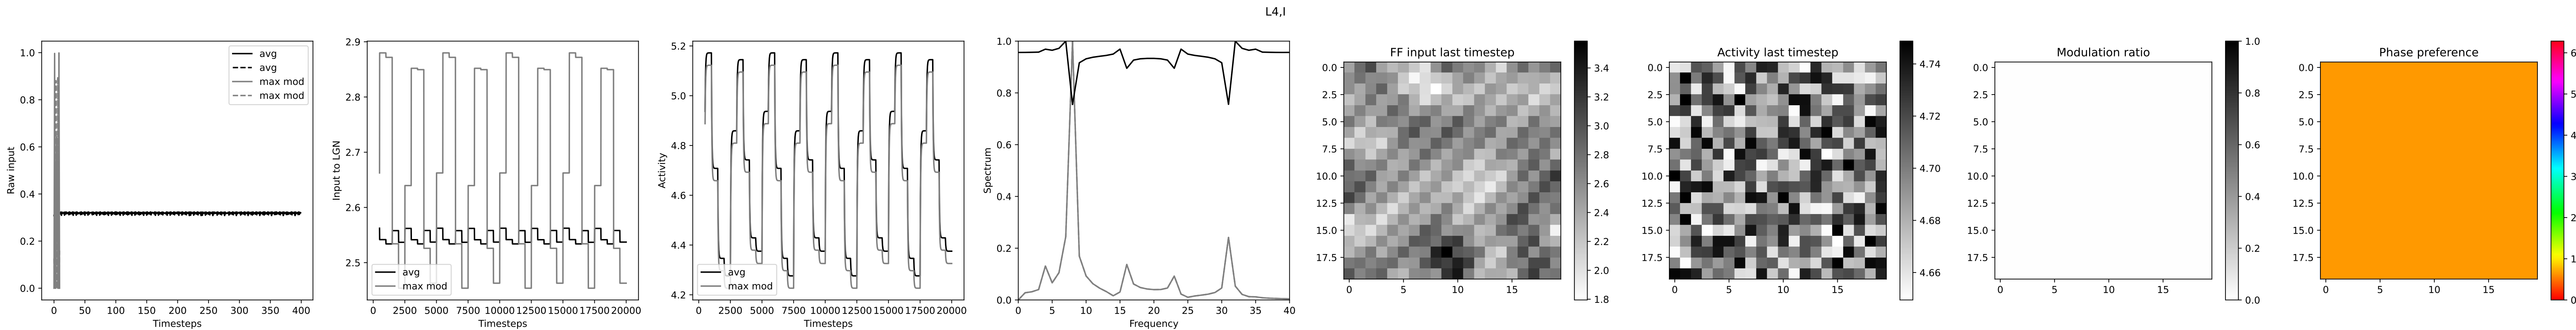 L4,I
Raw input
1.0
0.8
0.6
0.4
0.2
0.0
avg
avg
max mod
max mod
0 50 100 150 200 250 300 350 400
Timesteps
Input to LGN
2.9
2.8
2.7
2.6
2.5
avg
max mod
0 2500 5000 7500 10000 12500 15000 17500 20000
Timesteps
Activity
5.2
5.0
4.8
4.6
4.4
4.2
avg
max mod
0 2500 5000 7500 10000 12500 15000 17500 20000
Timesteps
Spectrum
1.0
0.8
0.6
0.4
0.2
0.0
0 5 10 15 20 25 30 35 40
Frequency
FF input last timestep
0.0
2.5
5.0
7.5
10.0
12.5
15.0
17.5
0 5 10 15
3.4
3.2
3.0
2.8
2.6
2.4
2.2
2.0
1.8
Activity last timestep
0.0
2.5
5.0
7.5
10.0
12.5
15.0
17.5
0 5 10 15
4.74
4.72
4.70
4.68
4.66
Modulation ratio
0.0
2.5
5.0
7.5
10.0
12.5
15.0
17.5
0 5 10 15
1.0
0.8
0.6
0.4
0.2
0.0
Phase preference
0.0
2.5
5.0
7.5
10.0
12.5
15.0
17.5
0 5 10 15
6
5
4
3
2
1
0